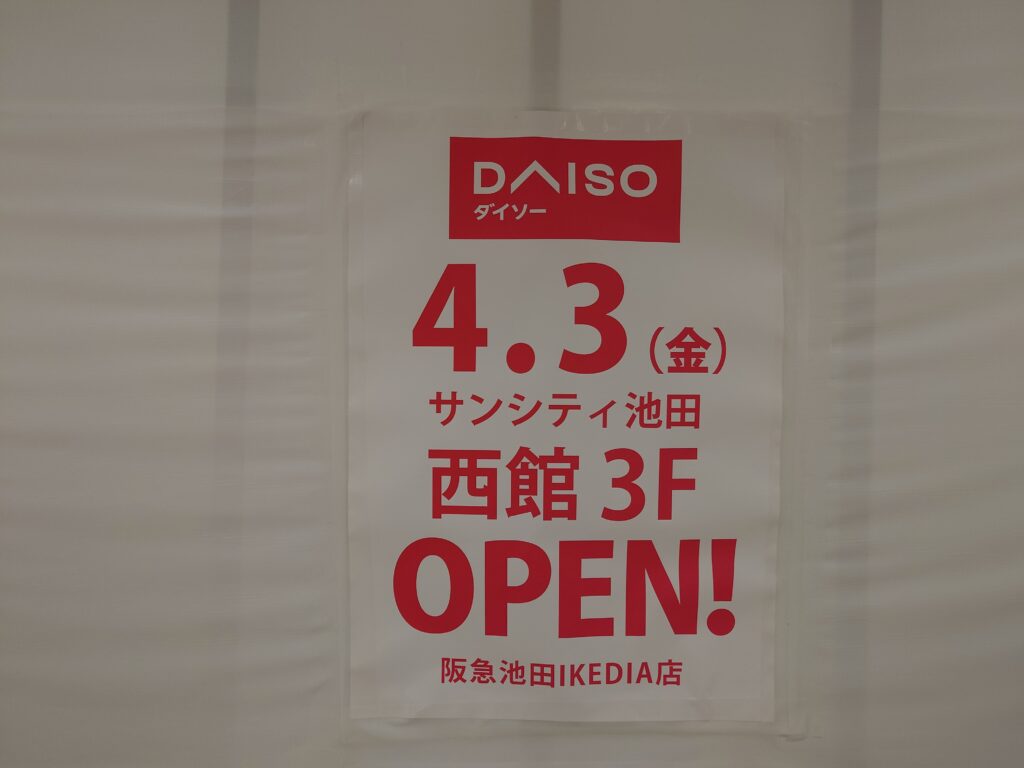 DAISO
ダイソー
4.3(金)
サンシティ池田
西館 3F
OPEN!
阪急池田IKEDIA店